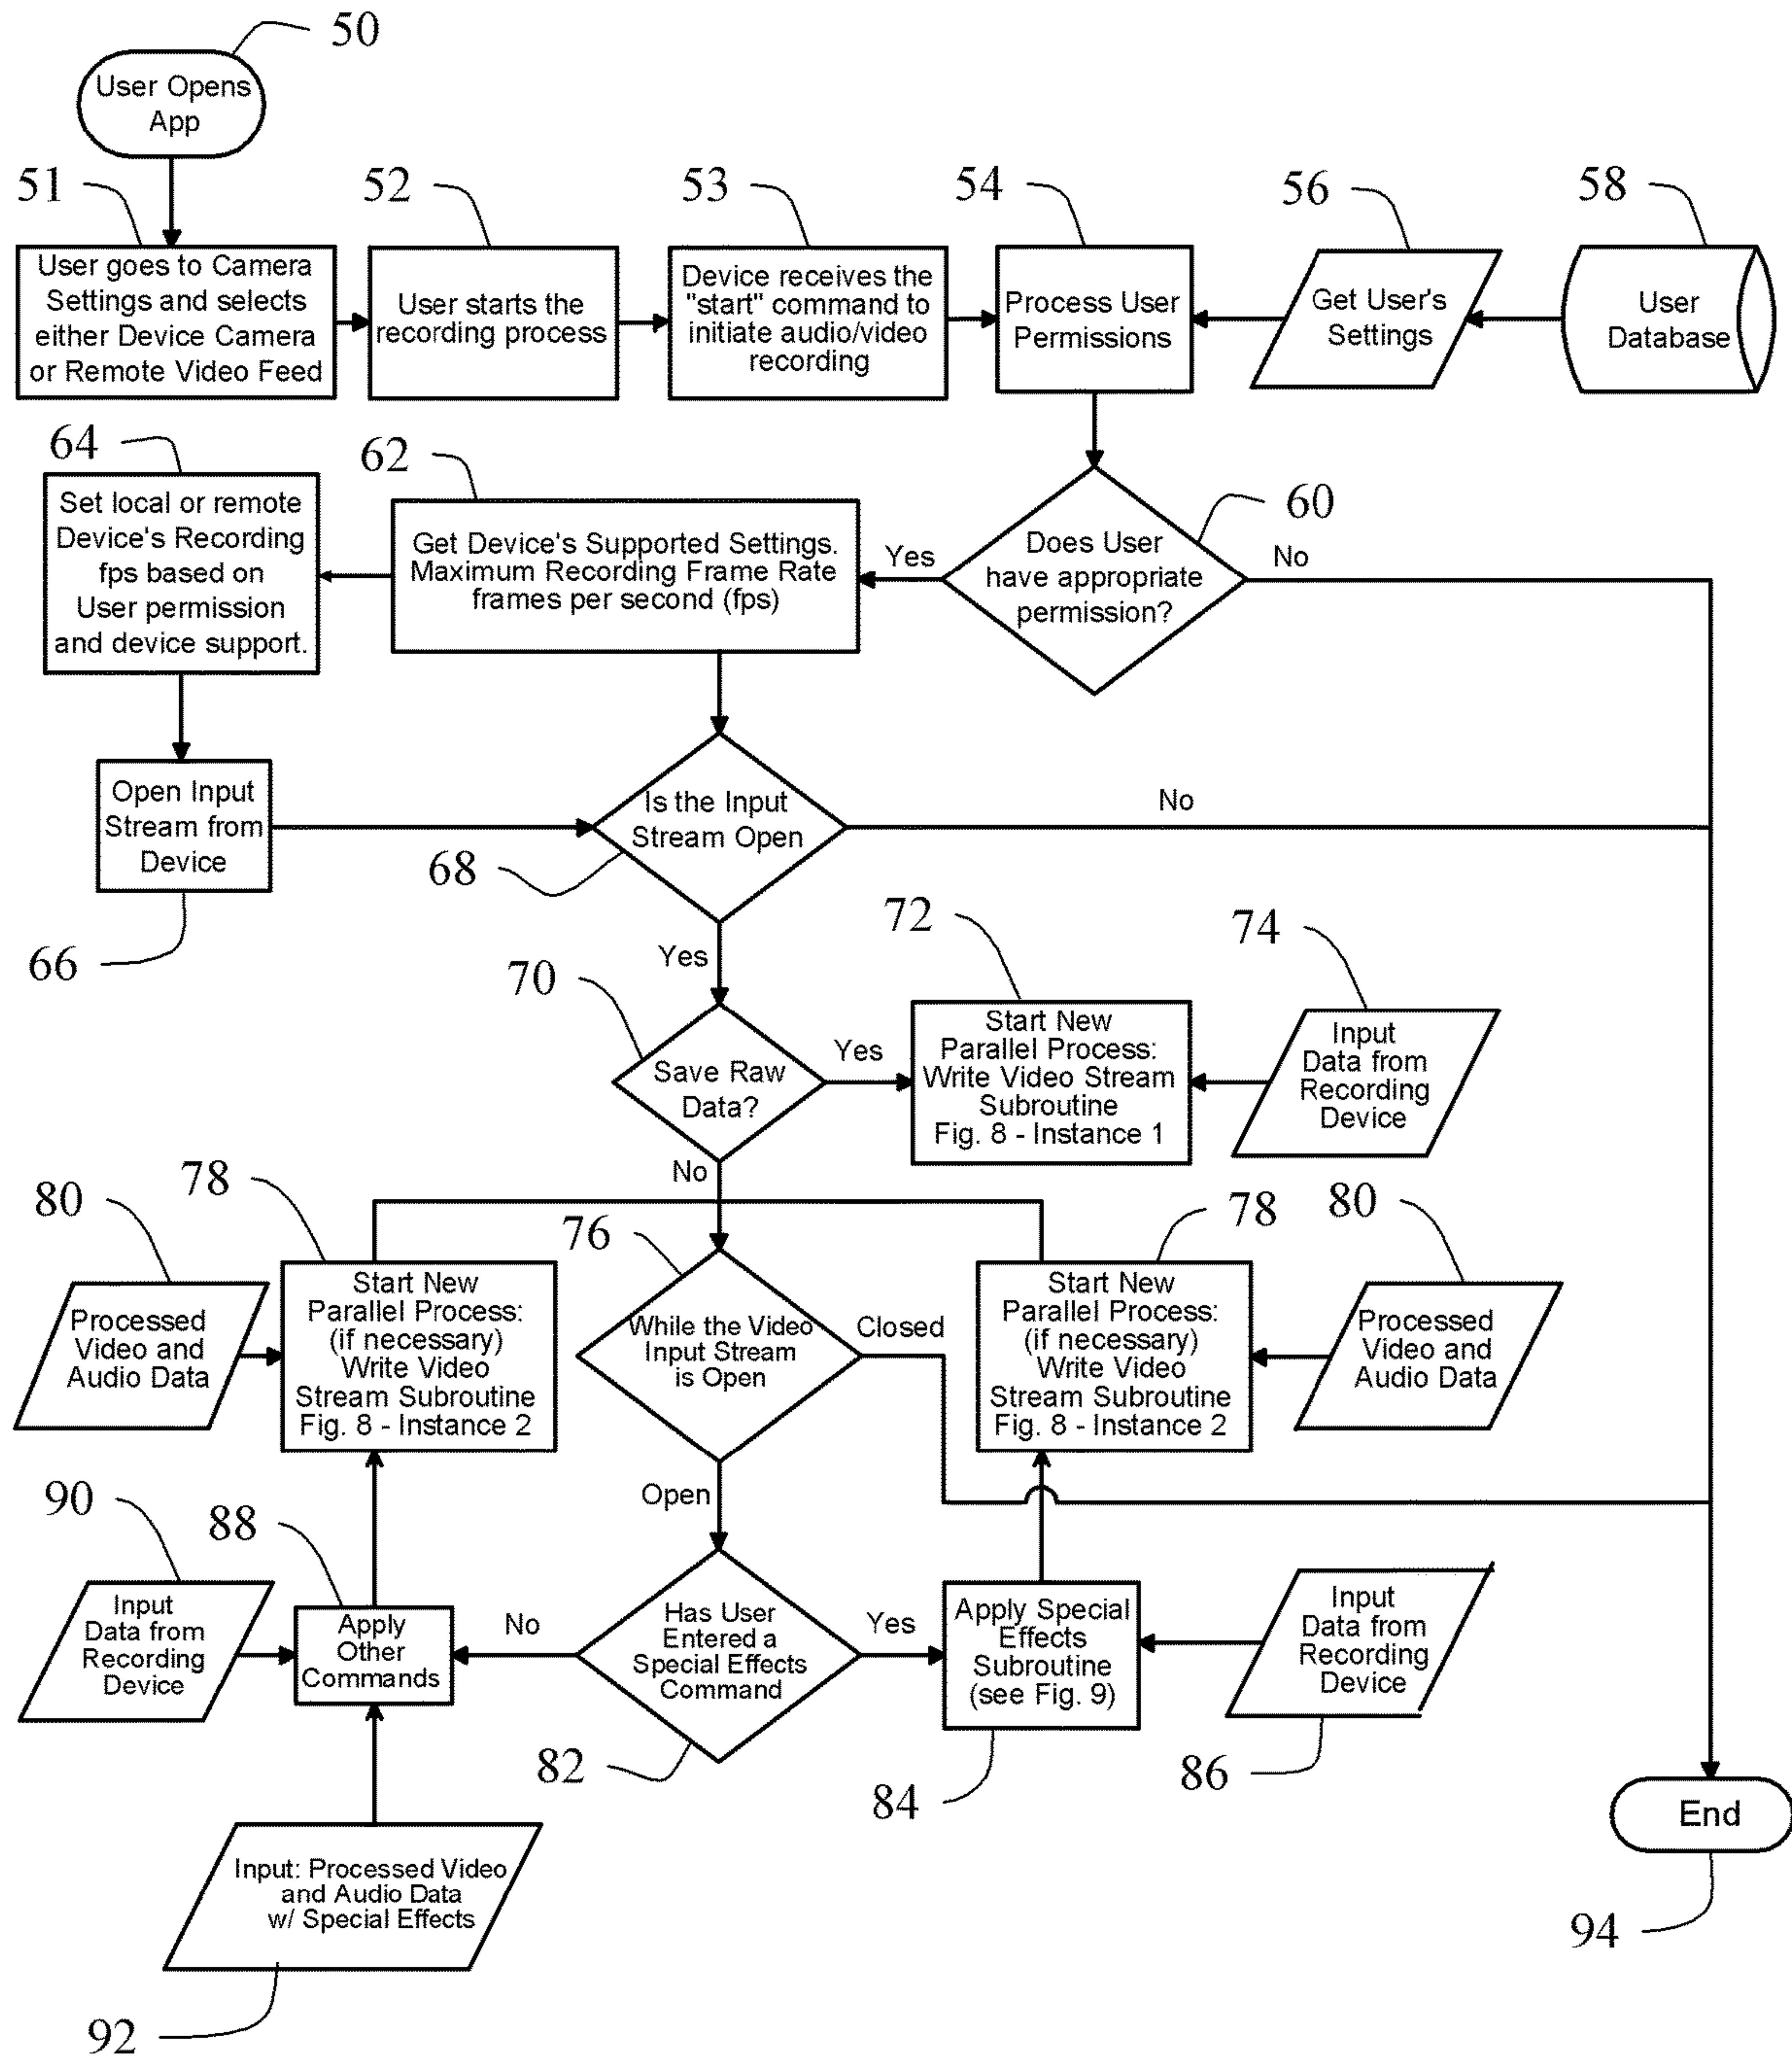 50
User Opens
App
51
52
53
54
56
58
User goes to Camera
Settings and selects
either Device Camera
or Remote Video Feed
User starts the
recording process
Device receives the
"start" command to
initiate audio/video
recording
Process User
Permissions
Get User's
Settings
User
Database
64
62
60
Set local or remote
Device's Recording
fps based on
User permission
and device support.
Get Device's Supported Settings.
Maximum Recording Frame Rate
frames per second (fps)
Yes
Does User
have appropriate
permission?
No
Open Input
Stream from
Device
66
Is the Input
Stream Open
68
No
Yes
70
72
74
Save Raw
Data?
Yes
Start New
Parallel Process:
Write Video Stream
Subroutine
Fig. 8 - Instance 1
Input
Data from
Recording
Device
No
80
78
76
78
80
Processed
Video and
Audio Data
Start New
Parallel Process:
(if necessary)
Write Video
Stream Subroutine
Fig. 8 - Instance 2
While the Video
Input Stream
is Open
Closed
Start New
Parallel Process:
(if necessary)
Write Video
Stream Subroutine
Fig. 8 - Instance 2
Processed
Video and
Audio Data
Open
90
88
Input
Data from
Recording
Device
Apply
Other
Commands
No
Has User
Entered a
Special Effects
Command
Yes
Apply Special
Effects
Subroutine
(see Fig. 9)
Input
Data from
Recording
Device
82
84
86
End
94
Input: Processed Video
and Audio Data
w/ Special Effects
92